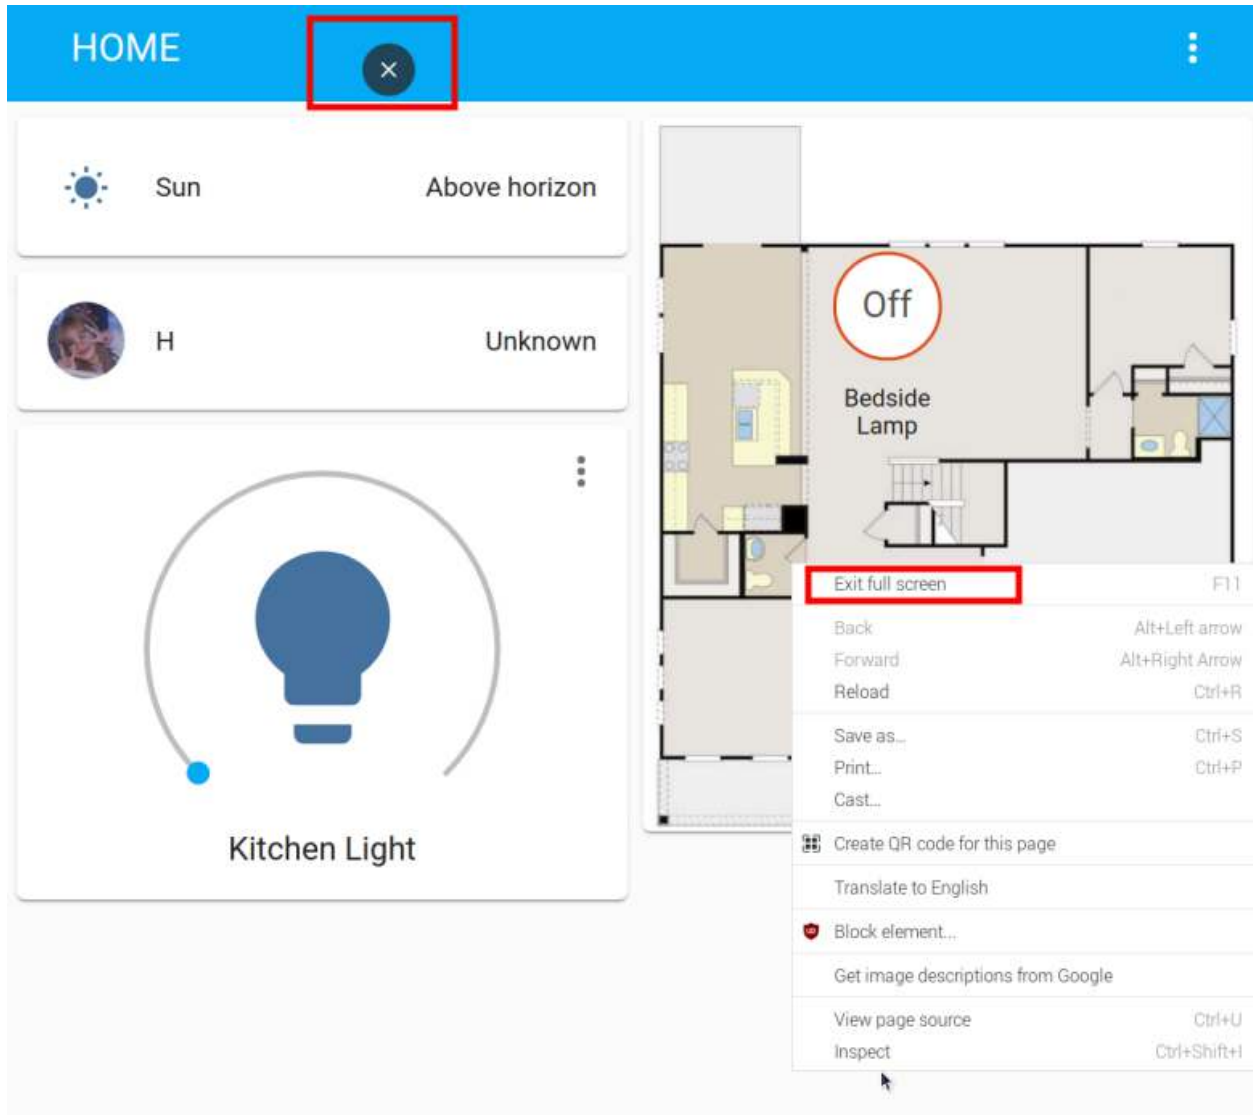 HOME
Sun Above horizon
H Unknown
Kitchen Light
Off
Bedside
Lamp
Exit full screen F11
Back Alt+Left arrow
Forward Alt+Right Arrow
Reload Ctrl+R
Save as... Ctrl+S
Print... Ctrl+P
Cast...
Create QR code for this page
Translate to English
Block element...
Get image descriptions from Google
View page source Ctrl+U
Inspect Ctrl+Shift+I